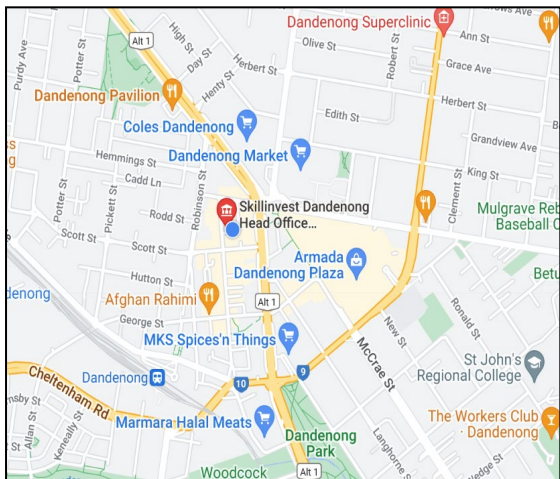 Dandenong Superclinic
Ann St
Grace Ave
Alt 1
High St
Day St
Henty St
Herbert St
Olive St
Robert St
Purdy Ave
Potter St
Dandenong Pavilion
Herbert St
Edith St
Coles Dandenong
Grandview Ave
Dandenong Market
Hemmings St
King St
Cadd Ln
Robinson St
Clement St
Pickett St
Potter St
Rodd St
Skillinvest Dandenong
Head Office...
Mulgrave Reb
Baseball C
Scott St
Scott St
Armada
Dandenong Plaza
Betu
Hutton St
denong
Afghan Rahimi
Alt 1
Ronald St
George St
New St
MKS Spices'n Things
McCrae St
St John's
Regional College
Dandenong
10
9
Cheltenham Rd
msby St
Allan St
Keneally St
Marmara Halal Meats
The Workers Club
Dandenong
Dandenong
Park
Langhorne St
Woodcock
Alt 1